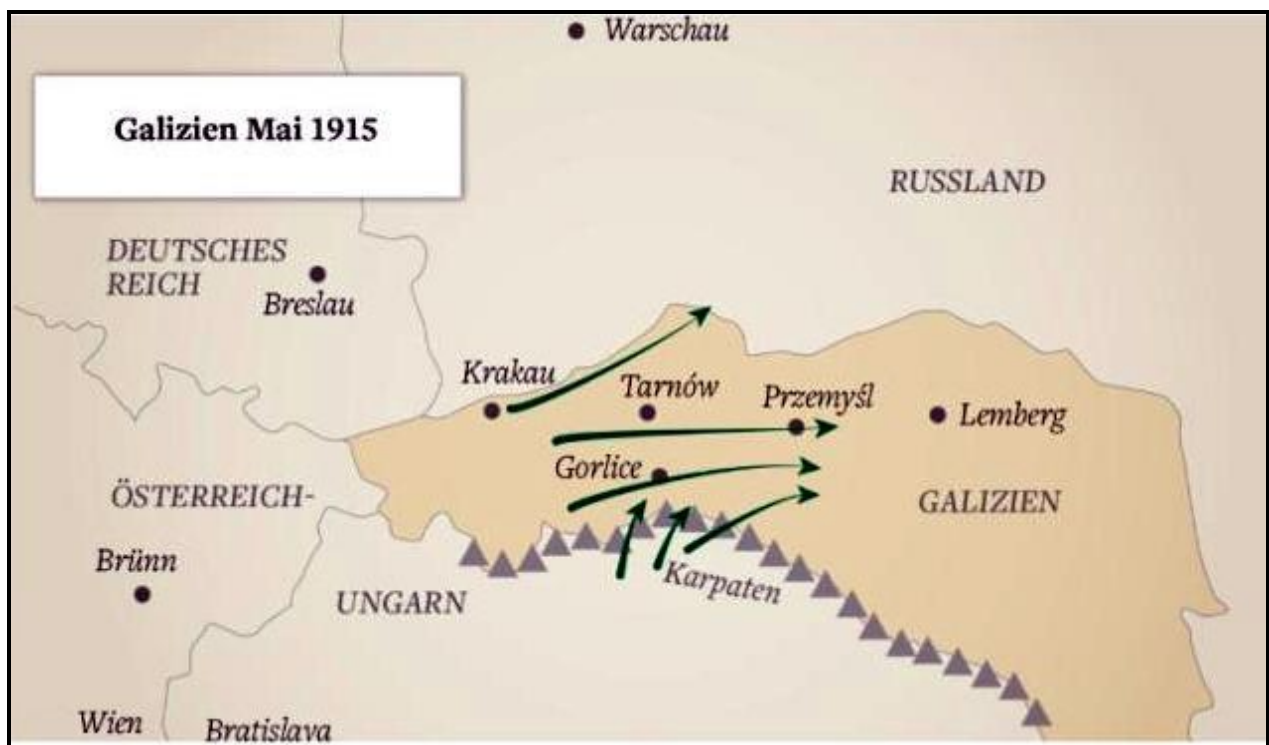 Warschau
Galizien Mai 1915
RUSSLAND
DEUTSCHES
REICH
Breslau
Krakau
Tarnów
Przemyśl
Lemberg
Gorlice
ÖSTERREICH-
GALIZIEN
Brünn
Karpaten
UNGARN
Wien
Bratislava